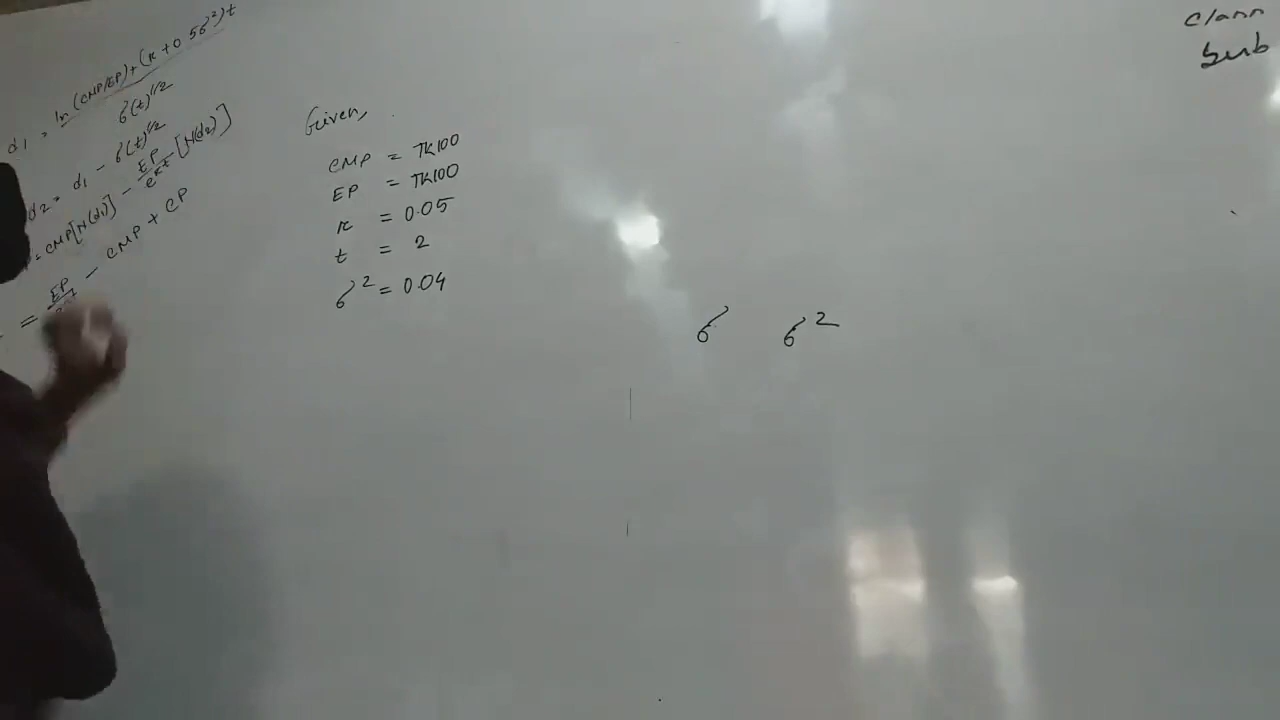 d1 = ln (CMP/EP) + (r + 0.5σ²)t
σ(t)^1/2
d2 = d1 - σ(t)^1/2
= CMP[N(d1)] - EP/e^rt [N(d2)]
= EP - CMP + CP
Given,
CMP = TK100
EP = TK100
r = 0.05
t = 2
σ² = 0.04
σ σ²
Class
Sub